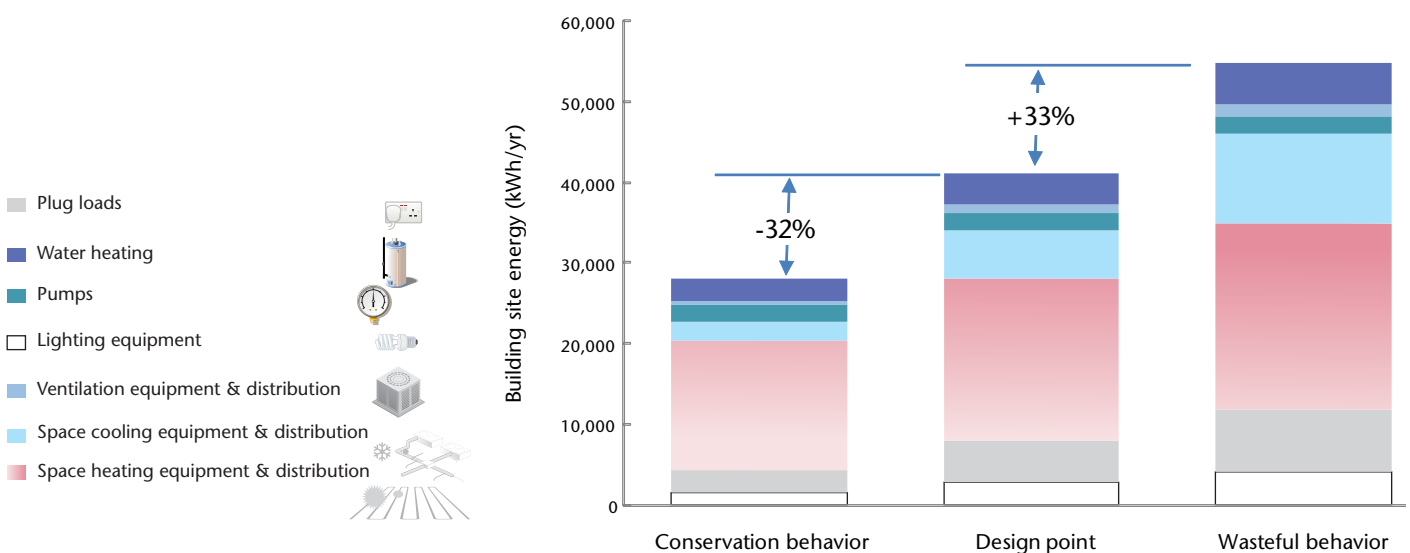 Plug loads
Water heating
Pumps
Lighting equipment
Ventilation equipment & distribution
Space cooling equipment & distribution
Space heating equipment & distribution
Building site energy (kWh/yr)
60,000
50,000
40,000
30,000
20,000
10,000
0
-32%
+33%
Conservation behavior
Design point
Wasteful behavior